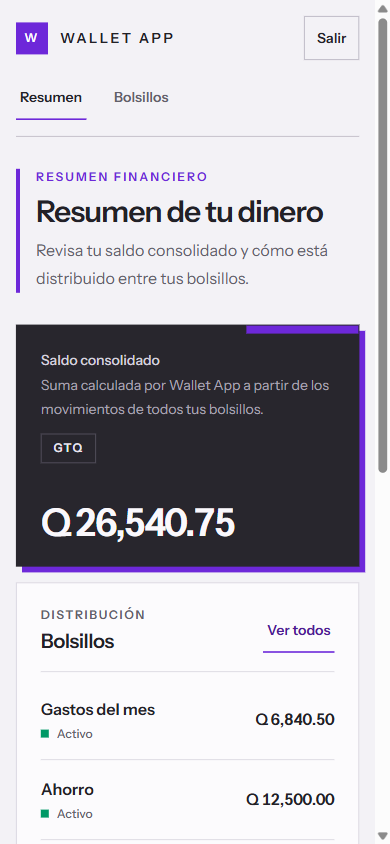 W WALLET APP Salir
Resumen Bolsillos
RESUMEN FINANCIERO
Resumen de tu dinero
Revisa tu saldo consolidado y cómo está
distribuido entre tus bolsillos.
Saldo consolidado
Suma calculada por Wallet App a partir de los
movimientos de todos tus bolsillos.
GTQ
Q 26,540.75
DISTRIBUCIÓN
Bolsillos
Ver todos
Gastos del mes
Activo
Q 6,840.50
Ahorro
Activo
Q 12,500.00